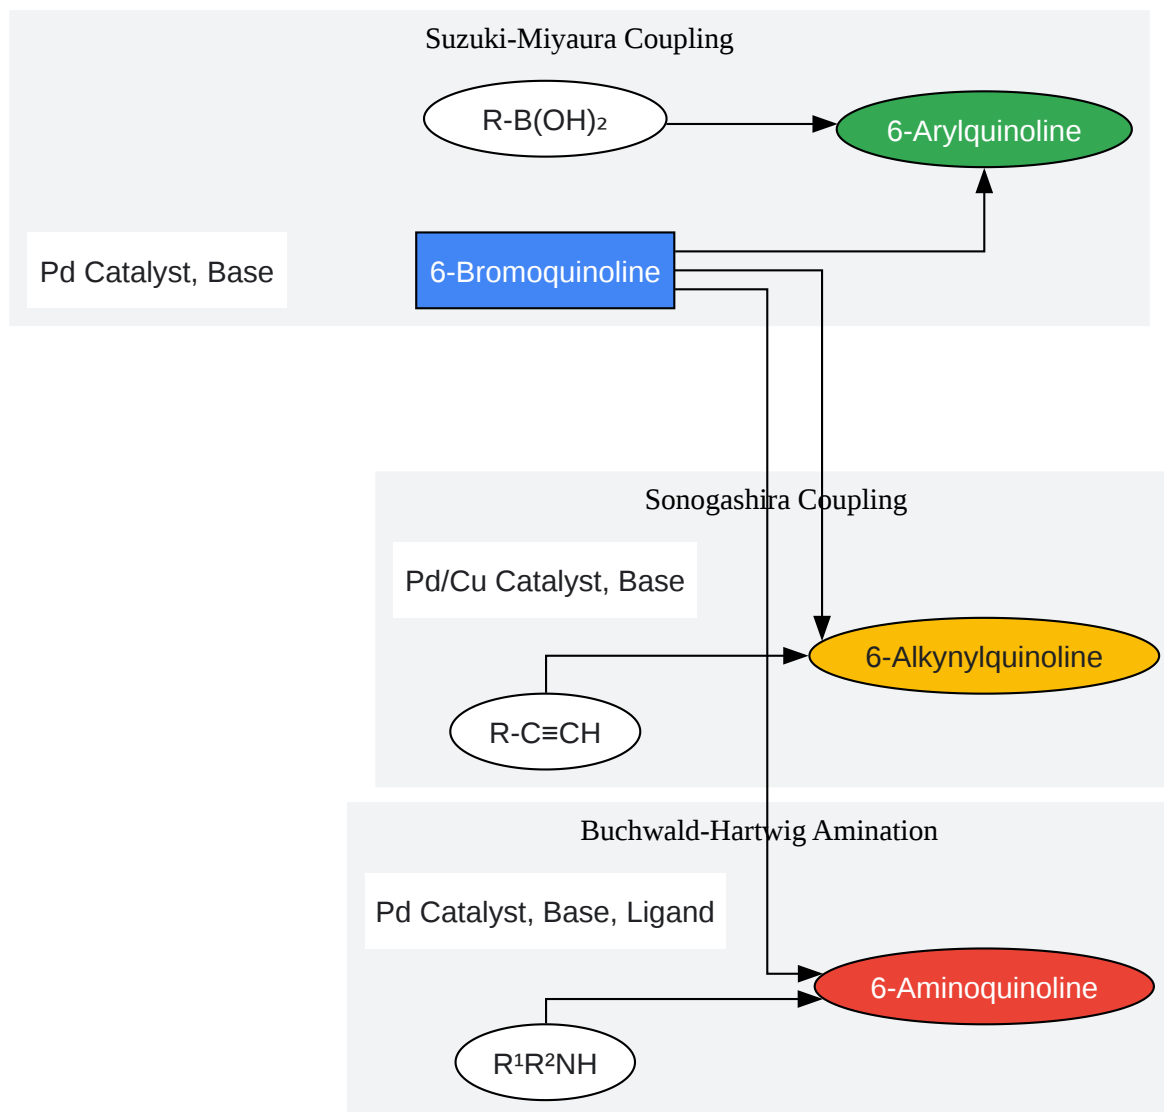 Suzuki-Miyaura Coupling
R-B(OH)₂
6-Arylquinoline
Pd Catalyst, Base
6-Bromoquinoline
Sonogashira Coupling
Pd/Cu Catalyst, Base
6-Alkynylquinoline
R-C≡CH
Buchwald-Hartwig Amination
Pd Catalyst, Base, Ligand
6-Aminoquinoline
R¹R²NH